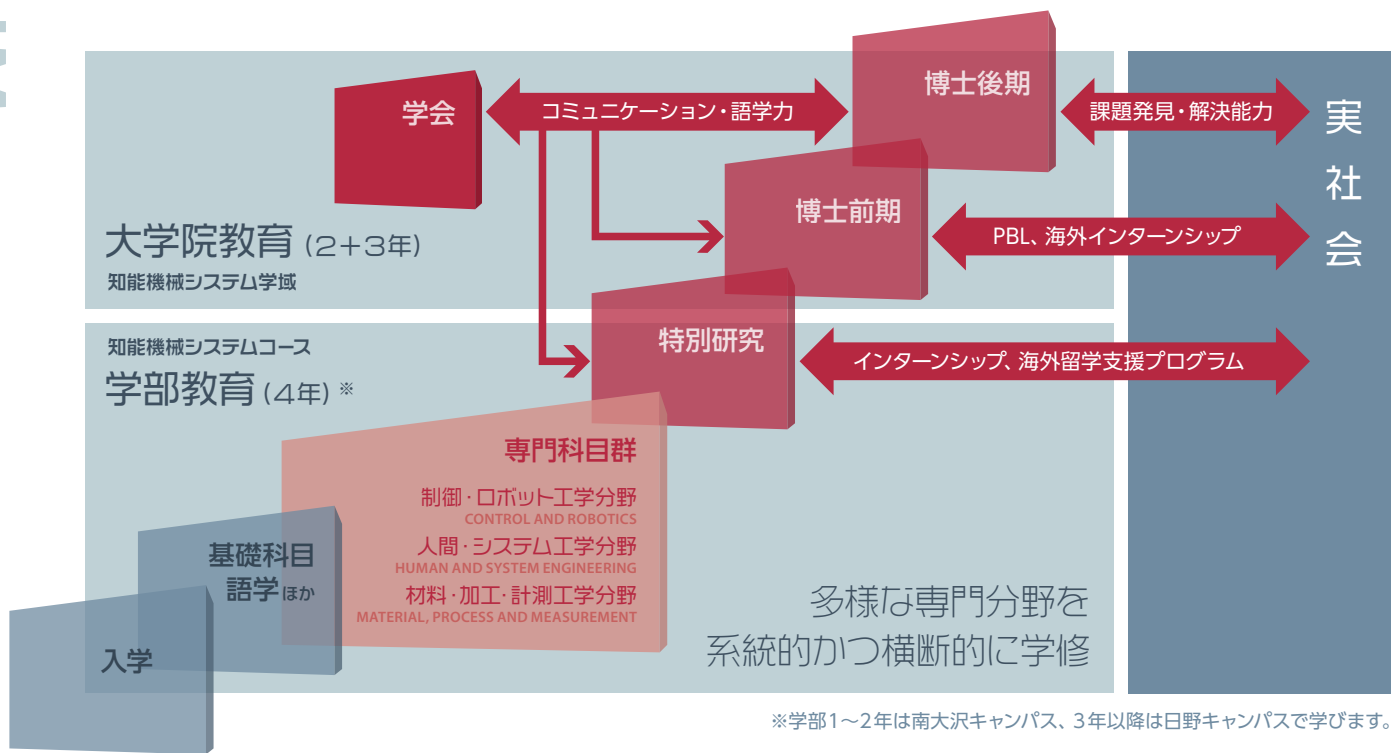 学会
コミュニケーション・語学力
博士後期
課題発見・解決能力
実社会
博士前期
PBL、海外インターンシップ
大学院教育 (2+3年)
知能機械システム学域
知能機械システムコース
学部教育 (4年) ※
特別研究
インターンシップ、海外留学支援プログラム
専門科目群
制御・ロボット工学分野
CONTROL AND ROBOTICS
人間・システム工学分野
HUMAN AND SYSTEM ENGINEERING
材料・加工・計測工学分野
MATERIAL, PROCESS AND MEASUREMENT
基礎科目
語学ほか
入学
多様な専門分野を
系統的かつ横断的に学修
※学部1～2年は南大沢キャンパス、3年以降は日野キャンパスで学びます。